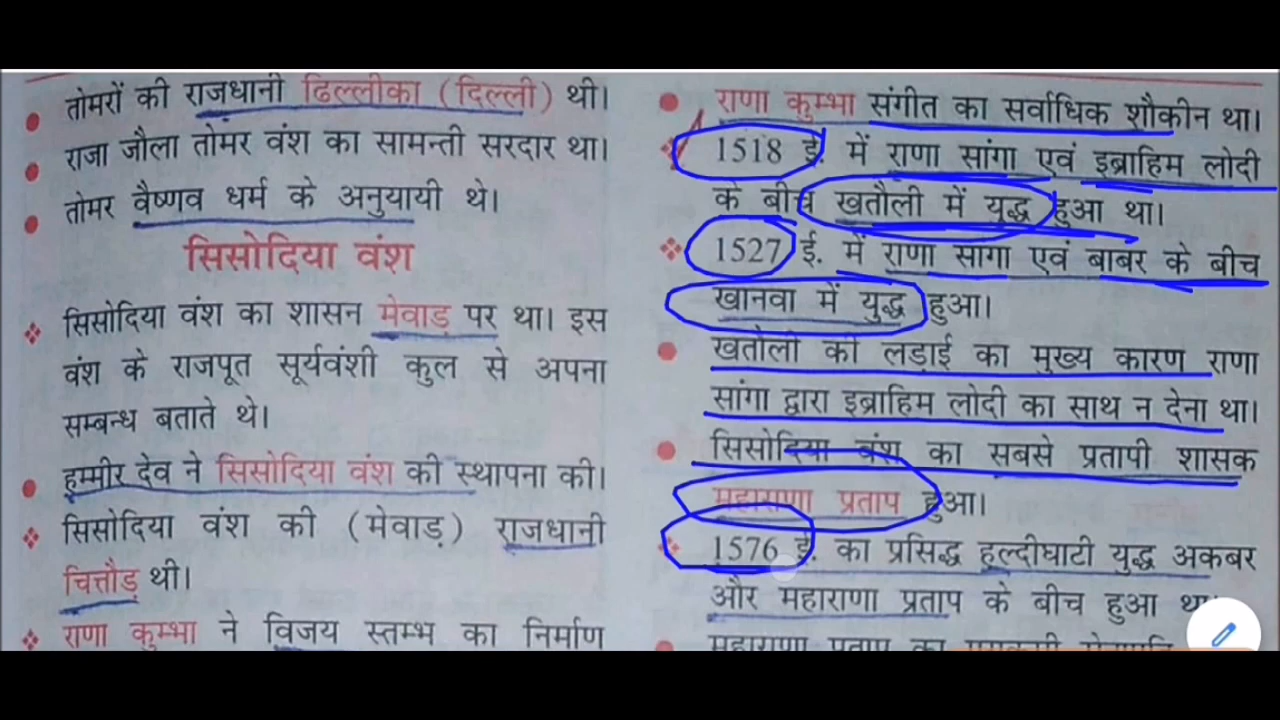 तोमरों की राजधानी ढिल्लीका (दिल्ली) थी।
राजा जौला तोमर वंश का सामन्ती सरदार था।
तोमर वैष्णव धर्म के अनुयायी थे।
सिसोदिया वंश
सिसोदिया वंश का शासन मेवाड़ पर था। इस
वंश के राजपूत सूर्यवंशी कुल से अपना
सम्बन्ध बताते थे।
हम्मीर देव ने सिसोदिया वंश की स्थापना की।
सिसोदिया वंश की (मेवाड़) राजधानी
चित्तौड़ थी।
राणा कुम्भा ने विजय स्तम्भ का निर्माण
राणा कुम्भा संगीत का सर्वाधिक शौकीन था।
1518 ई. में राणा सांगा एवं इब्राहिम लोदी
के बीच खतौली में युद्ध हुआ था।
1527 ई. में राणा सांगा एवं बाबर के बीच
खानवा में युद्ध हुआ।
खतौली की लड़ाई का मुख्य कारण राणा
सांगा द्वारा इब्राहिम लोदी का साथ न देना था।
सिसोदिया वंश का सबसे प्रतापी शासक
महाराणा प्रताप हुआ।
1576 ई. का प्रसिद्ध हल्दीघाटी युद्ध अकबर
और महाराणा प्रताप के बीच हुआ था
महाराणा प्रताप का